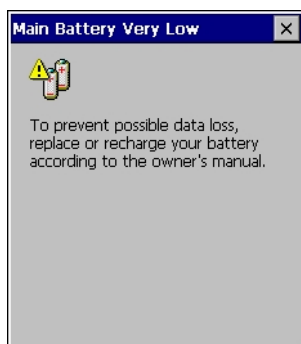 Main Battery Very Low
To prevent possible data loss,
replace or recharge your battery
according to the owner's manual.